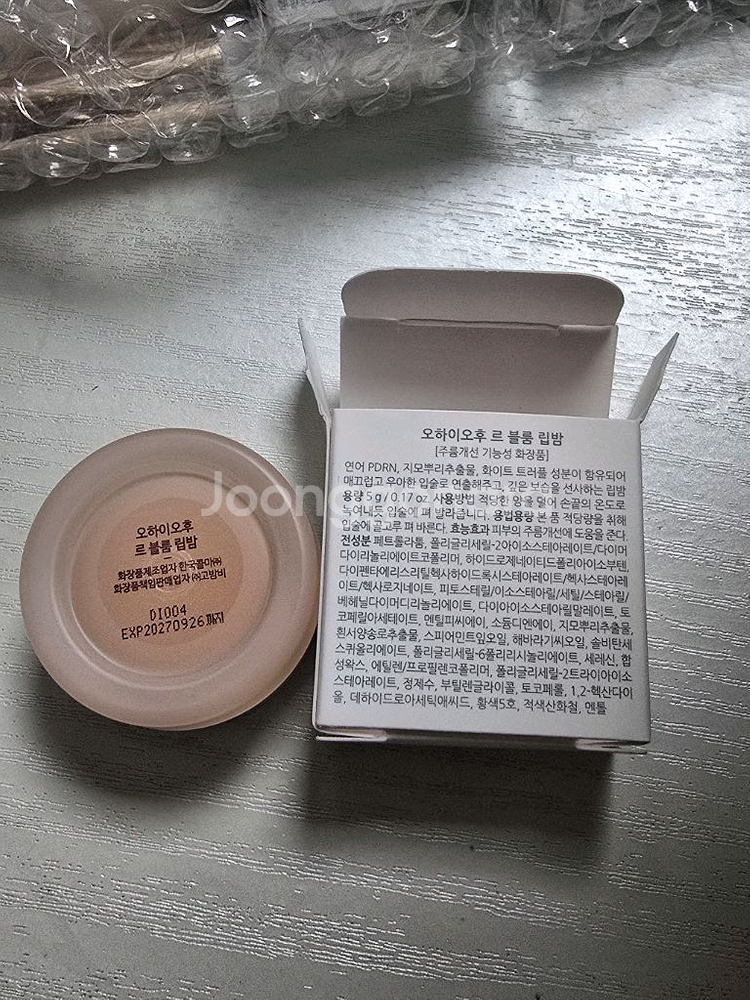 오하이오후
르 블룸 립밤
화장품제조업자 한국콜마㈜
화장품책임판매업자 ㈜고방비
DI004
EXP20270926까지
오하이오후 르 블룸 립밤
[주름개선 기능성 화장품]
연어 PDRN, 지모뿌리추출물, 화이트 트러플 성분이 함유되어
매끄럽고 우아한 입술로 연출해주고, 깊은 보습을 선사하는 립밤
용량 5 g / 0.17 oz. 사용방법 적당한 양을 덜어 손끝의 온도로
녹여내듯 입술에 펴 발라줍니다. 용법용량 본 품 적당량을 취해
입술에 골고루 펴 바른다. 효능효과 피부의 주름개선에 도움을 준다.
전성분 페트롤라툼, 폴리글리세릴-2아이소스테아레이트/다이머
다이리놀리에이트코폴리머, 하이드로제네이티드폴리아이소부텐,
다이펜타에리스리틸헥사하이드록시스테아레이트/헥사스테아레
이트/헥사로지네이트, 피토스테릴/아이소스테아릴/세틸/스테아릴/
베헤닐다이머다이리놀리에이트, 다이아이소스테아릴말레이트, 토
코페릴아세테이트, 멘틸피씨에이, 소듐디엔에이, 지모뿌리추출물,
흰서양송로추출물, 스피어민트잎오일, 해바라기씨오일, 솔비탄세
스퀴올리에이트, 폴리글리세릴-6폴리리시놀리에이트, 세레신, 합
성왁스, 에틸렌/프로필렌코폴리머, 폴리글리세릴-2트라이아이소
스테아레이트, 정제수, 부틸렌글라이콜, 토코페롤, 1,2-헥산다이
올, 데하이드로아세틱애씨드, 황색5호, 적색산화철, 멘톨
Joong